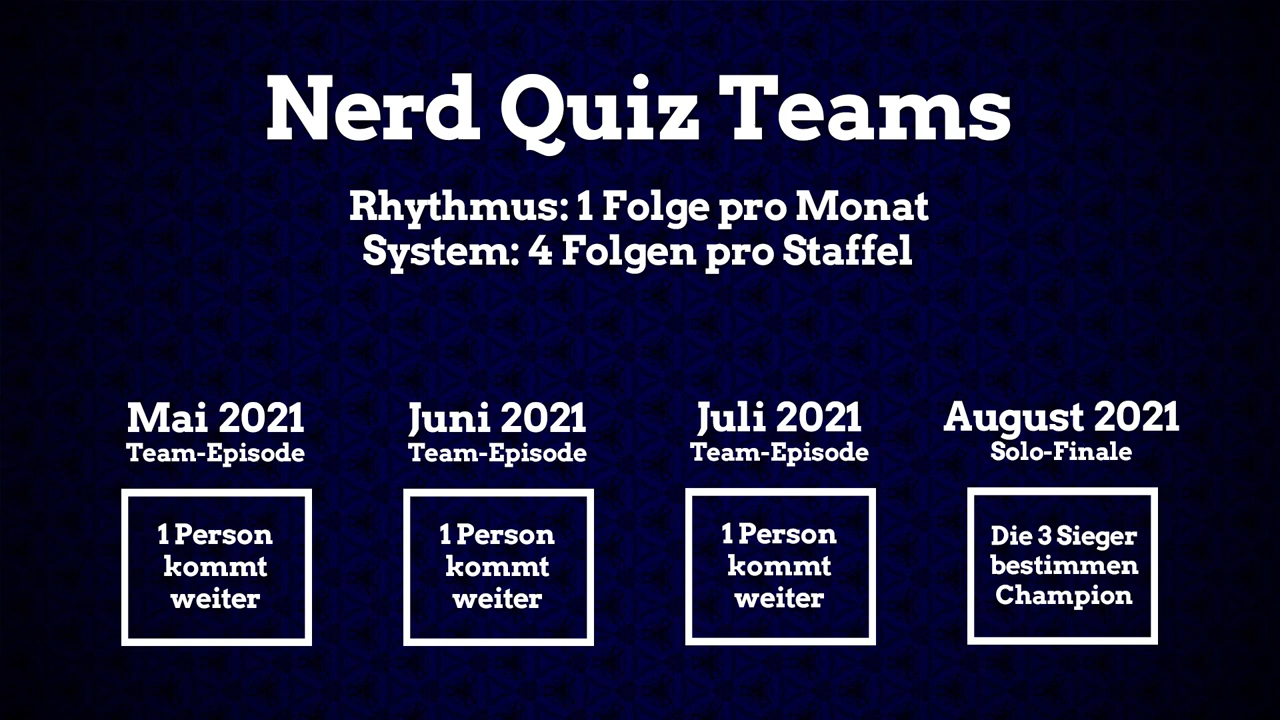 Nerd Quiz Teams
Rhythmus: 1 Folge pro Monat
System: 4 Folgen pro Staffel
Mai 2021
Team-Episode
1 Person
kommt
weiter
Juni 2021
Team-Episode
1 Person
kommt
weiter
Juli 2021
Team-Episode
1 Person
kommt
weiter
August 2021
Solo-Finale
Die 3 Sieger
bestimmen
Champion